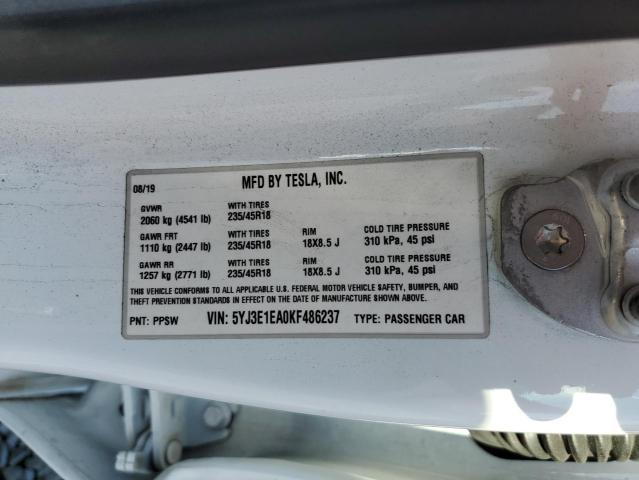 08/19 MFD BY TESLA, INC.
GVWR WITH TIRES
2060 kg (4541 lb) 235/45R18
GAWR FRT WITH TIRES RIM COLD TIRE PRESSURE
1110 kg (2447 lb) 235/45R18 18X8.5 J 310 kPa, 45 psi
GAWR RR WITH TIRES RIM COLD TIRE PRESSURE
1257 kg (2771 lb) 235/45R18 18X8.5 J 310 kPa, 45 psi
THIS VEHICLE CONFORMS TO ALL APPLICABLE U.S. FEDERAL MOTOR VEHICLE SAFETY, BUMPER, AND
THEFT PREVENTION STANDARDS IN EFFECT ON THE DATE OF MANUFACTURE SHOWN ABOVE.
PNT: PPSW VIN: 5YJ3E1EA0KF486237 TYPE: PASSENGER CAR